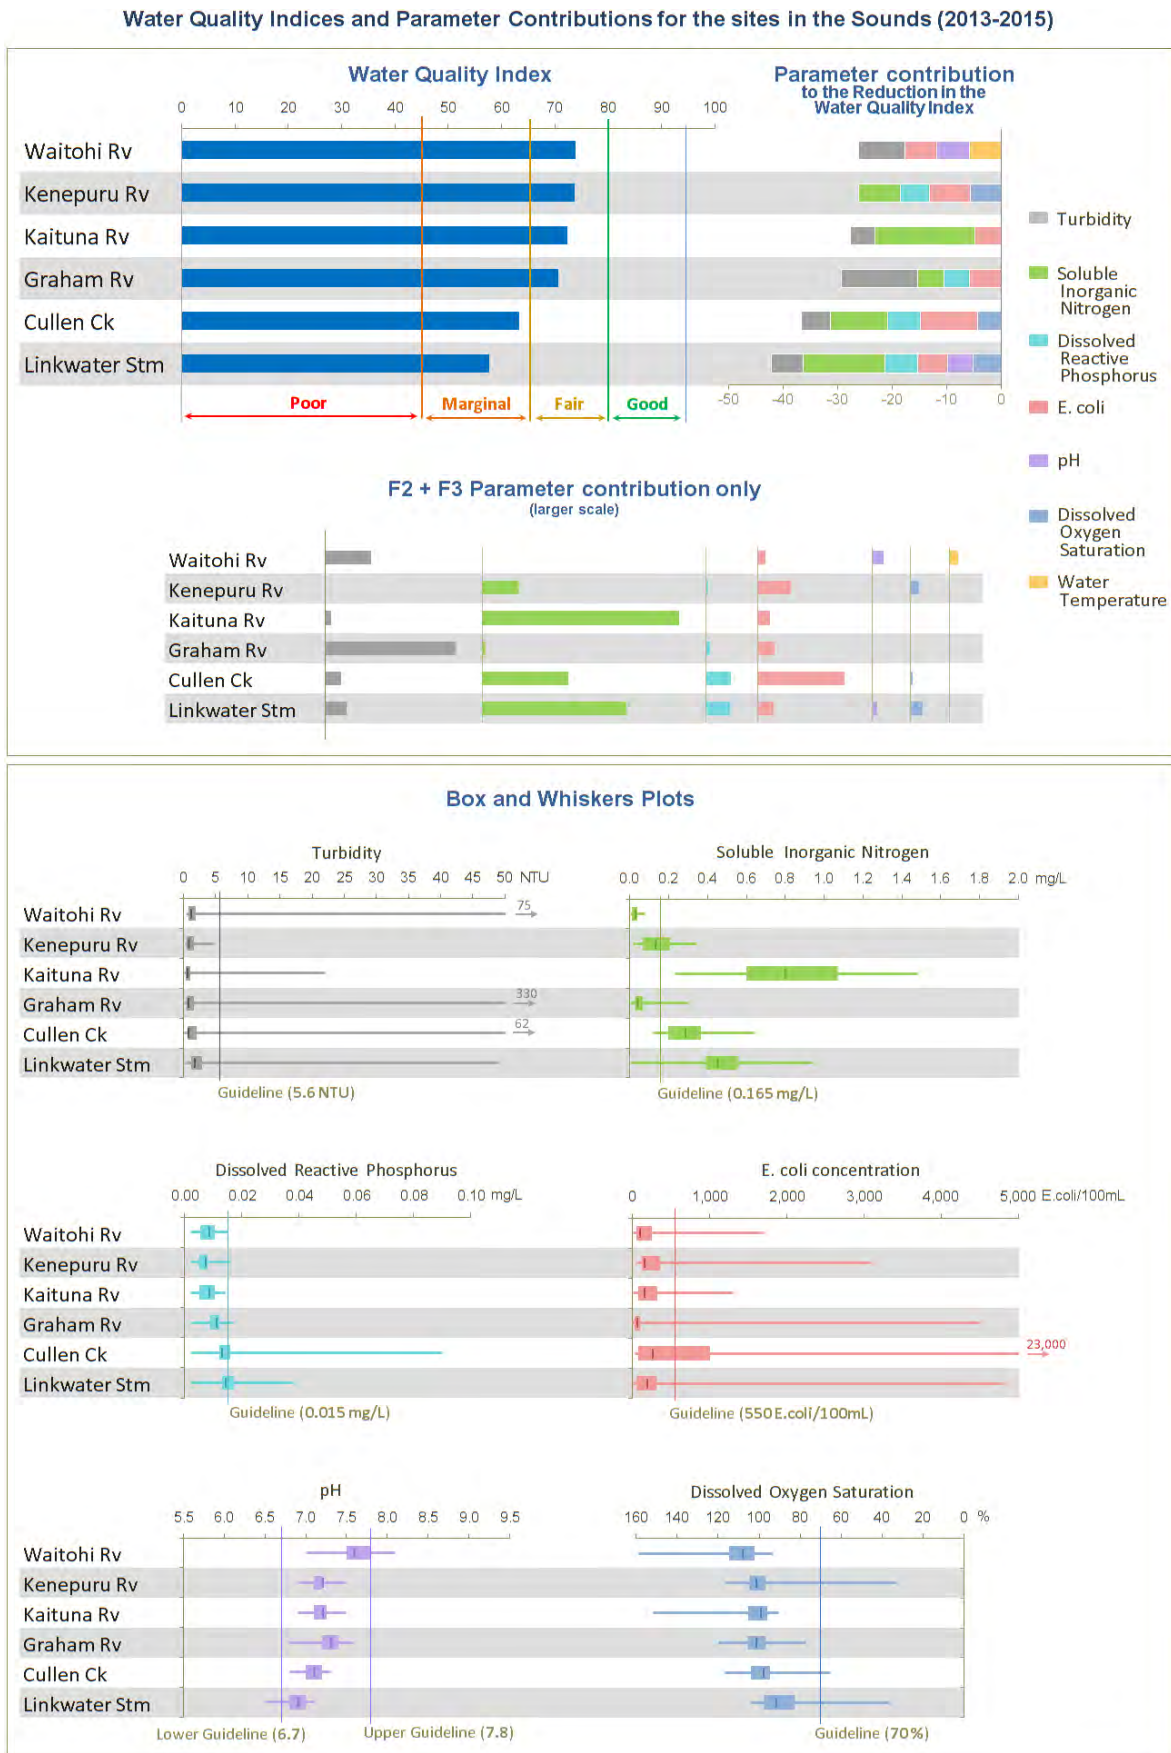 Water Quality Indices and Parameter Contributions for the sites in the Sounds (2013-2015)
Water Quality Index
0 10 20 30 40 50 60 70 80 90 100
Parameter contribution
to the Reduction in the
Water Quality Index
Waitohi Rv
Kenepuru Rv
Kaituna Rv
Graham Rv
Cullen Ck
Linkwater Stm
Poor
Marginal
Fair
Good
-50 -40 -30 -20 -10 0
Turbidity
Soluble
Inorganic
Nitrogen
Dissolved
Reactive
Phosphorus
E. coli
pH
Dissolved
Oxygen
Saturation
Water
Temperature
F2 + F3 Parameter contribution only
(larger scale)
Waitohi Rv
Kenepuru Rv
Kaituna Rv
Graham Rv
Cullen Ck
Linkwater Stm
Box and Whiskers Plots
Turbidity
0 5 10 15 20 25 30 35 40 45 50 NTU
Waitohi Rv
Kenepuru Rv
Kaituna Rv
Graham Rv
Cullen Ck
Linkwater Stm
75
330
62
Guideline (5.6 NTU)
Soluble Inorganic Nitrogen
0.0 0.2 0.4 0.6 0.8 1.0 1.2 1.4 1.6 1.8 2.0 mg/L
Guideline (0.165 mg/L)
Dissolved Reactive Phosphorus
0.00 0.02 0.04 0.06 0.08 0.10 mg/L
Waitohi Rv
Kenepuru Rv
Kaituna Rv
Graham Rv
Cullen Ck
Linkwater Stm
Guideline (0.015 mg/L)
E. coli concentration
0 1,000 2,000 3,000 4,000 5,000 E.coli/100mL
23,000
Guideline (550 E.coli/100mL)
pH
5.5 6.0 6.5 7.0 7.5 8.0 8.5 9.0 9.5
Waitohi Rv
Kenepuru Rv
Kaituna Rv
Graham Rv
Cullen Ck
Linkwater Stm
Lower Guideline (6.7)
Upper Guideline (7.8)
Dissolved Oxygen Saturation
160 140 120 100 80 60 40 20 0 %
Guideline (70%)